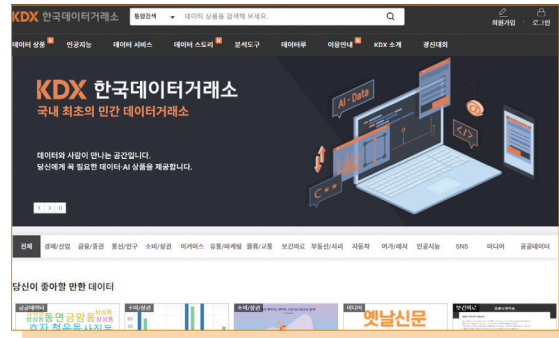 KDX 한국데이터거래소 통합검색 데이터 상품을 검색해 보세요. 회원가입 로그인
데이터 상품 N 인공지능 데이터 서비스 데이터 스토리 N 분석도구 데이터루 이용안내 N KDX 소개 경진대회
KDX 한국데이터거래소
국내 최초의 민간 데이터거래소
데이터와 사람이 만나는 공간입니다.
당신에게 꼭 필요한 데이터·AI 상품을 제공합니다.
AI · Data
</>
C++
전체 경제/산업 금융/증권 통신/인구 소비/상권 이커머스 유통/마케팅 물류/교통 보건의료 부동산/지리 자동차 여가/레저 인공지능 SNS 미디어 공공데이터
당신이 좋아할 만한 데이터
공공데이터 소비/상권 소비/상권 미디어 보건의료
동면금암동
옛날신문